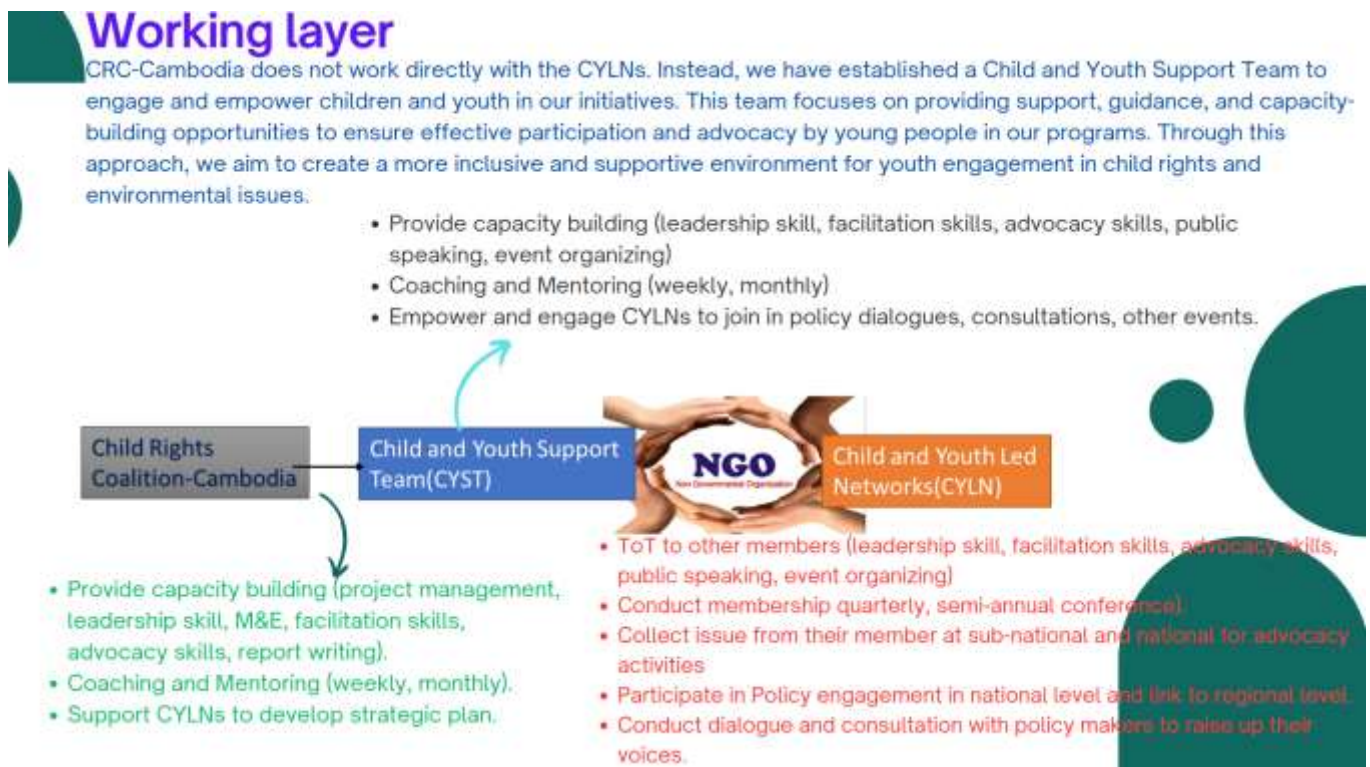 Working layer
CRC-Cambodia does not work directly with the CYLNs. Instead, we have established a Child and Youth Support Team to
engage and empower children and youth in our initiatives. This team focuses on providing support, guidance, and capacity-
building opportunities to ensure effective participation and advocacy by young people in our programs. Through this
approach, we aim to create a more inclusive and supportive environment for youth engagement in child rights and
environmental issues.
• Provide capacity building (leadership skill, facilitation skills, advocacy skills, public
speaking, event organizing)
• Coaching and Mentoring (weekly, monthly)
• Empower and engage CYLNs to join in policy dialogues, consultations, other events.
Child Rights
Coalition-Cambodia
Child and Youth Support
Team(CYST)
NGO
Non Governmental Organisation
Child and Youth Led
Networks(CYLN)
• Provide capacity building (project management,
leadership skill, M&E, facilitation skills,
advocacy skills, report writing).
• Coaching and Mentoring (weekly, monthly).
• Support CYLNs to develop strategic plan.
• ToT to other members (leadership skill, facilitation skills, advocacy skills,
public speaking, event organizing)
• Conduct membership quarterly, semi-annual conference).
• Collect issue from their member at sub-national and national for advocacy
activities
• Participate in Policy engagement in national level and link to regional level.
• Conduct dialogue and consultation with policy makers to raise up their
voices.